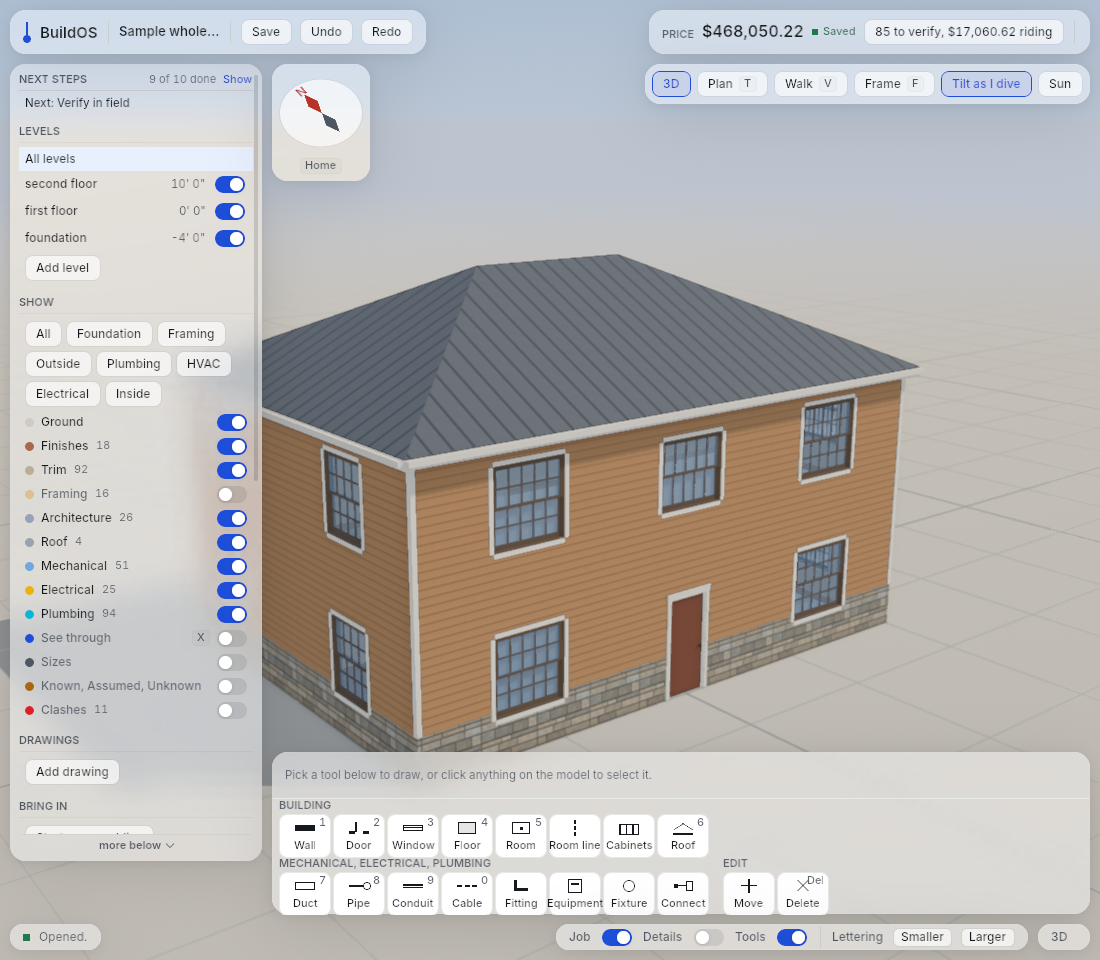 BuildOS
Sample whole...
Save
Undo
Redo
PRICE $468,050.22 Saved
85 to verify, $17,060.62 riding
3D
Plan T
Walk V
Frame F
Tilt as I dive
Sun
NEXT STEPS 9 of 10 done Show
Next: Verify in field
LEVELS
All levels
second floor 10' 0"
first floor 0' 0"
foundation -4' 0"
Add level
SHOW
All Foundation Framing
Outside Plumbing HVAC
Electrical Inside
Ground
Finishes 18
Trim 92
Framing 16
Architecture 26
Roof 4
Mechanical 51
Electrical 25
Plumbing 94
See through X
Sizes
Known, Assumed, Unknown
Clashes 11
DRAWINGS
Add drawing
BRING IN
more below
N
Home
Pick a tool below to draw, or click anything on the model to select it.
BUILDING
1 2 3 4 5 6
Wall Door Window Floor Room Room line Cabinets Roof
MECHANICAL, ELECTRICAL, PLUMBING EDIT
7 8 9 0 Del
Duct Pipe Conduit Cable Fitting Equipment Fixture Connect Move Delete
Opened.
Job Details Tools Lettering Smaller Larger 3D